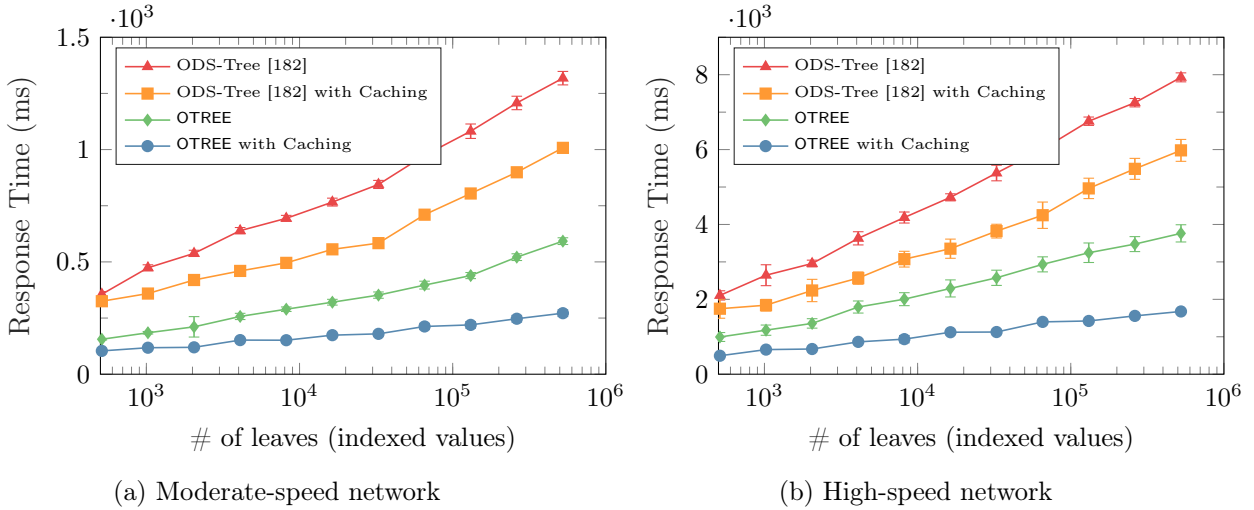 ·10³
1.5
1
0.5
0
Response Time (ms)
ODS-Tree [182]
ODS-Tree [182] with Caching
OTREE
OTREE with Caching
10³ 10⁴ 10⁵ 10⁶
# of leaves (indexed values)
(a) Moderate-speed network
·10³
8
6
4
2
0
Response Time (ms)
ODS-Tree [182]
ODS-Tree [182] with Caching
OTREE
OTREE with Caching
10³ 10⁴ 10⁵ 10⁶
# of leaves (indexed values)
(b) High-speed network